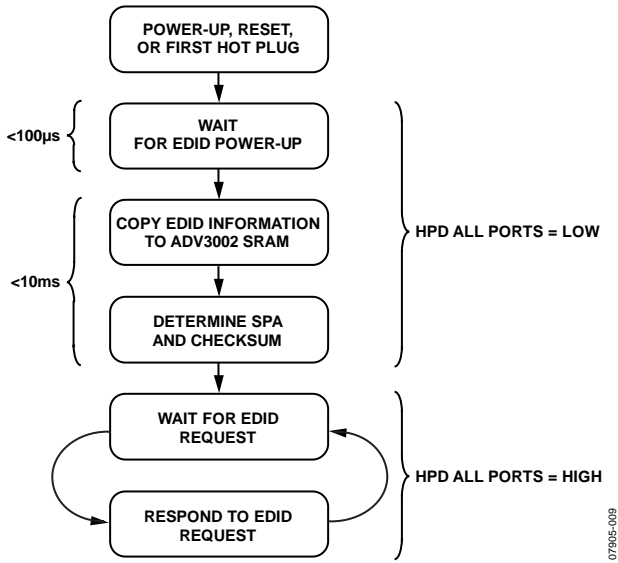 POWER-UP, RESET,
OR FIRST HOT PLUG
<100µs
WAIT
FOR EDID POWER-UP
COPY EDID INFORMATION
TO ADV3002 SRAM
HPD ALL PORTS = LOW
<10ms
DETERMINE SPA
AND CHECKSUM
WAIT FOR EDID
REQUEST
HPD ALL PORTS = HIGH
RESPOND TO EDID
REQUEST
07905-009